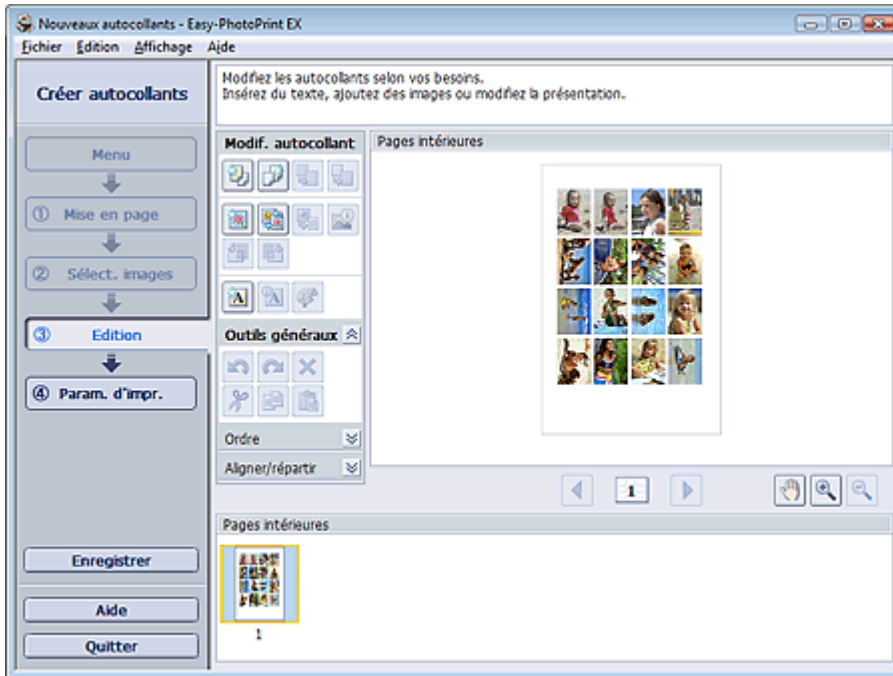 Nouveaux autocollants - Easy-PhotoPrint EX
Fichier Edition Affichage Aide
Créer autocollants
Modifiez les autocollants selon vos besoins.
Insérez du texte, ajoutez des images ou modifiez la présentation.
Menu
① Mise en page
② Sélect. images
③ Edition
④ Param. d'impr.
Enregistrer
Aide
Quitter
Modif. autocollant
A
A
Outils généraux
Ordre
Aligner/répartir
Pages intérieures
1
Pages intérieures
1